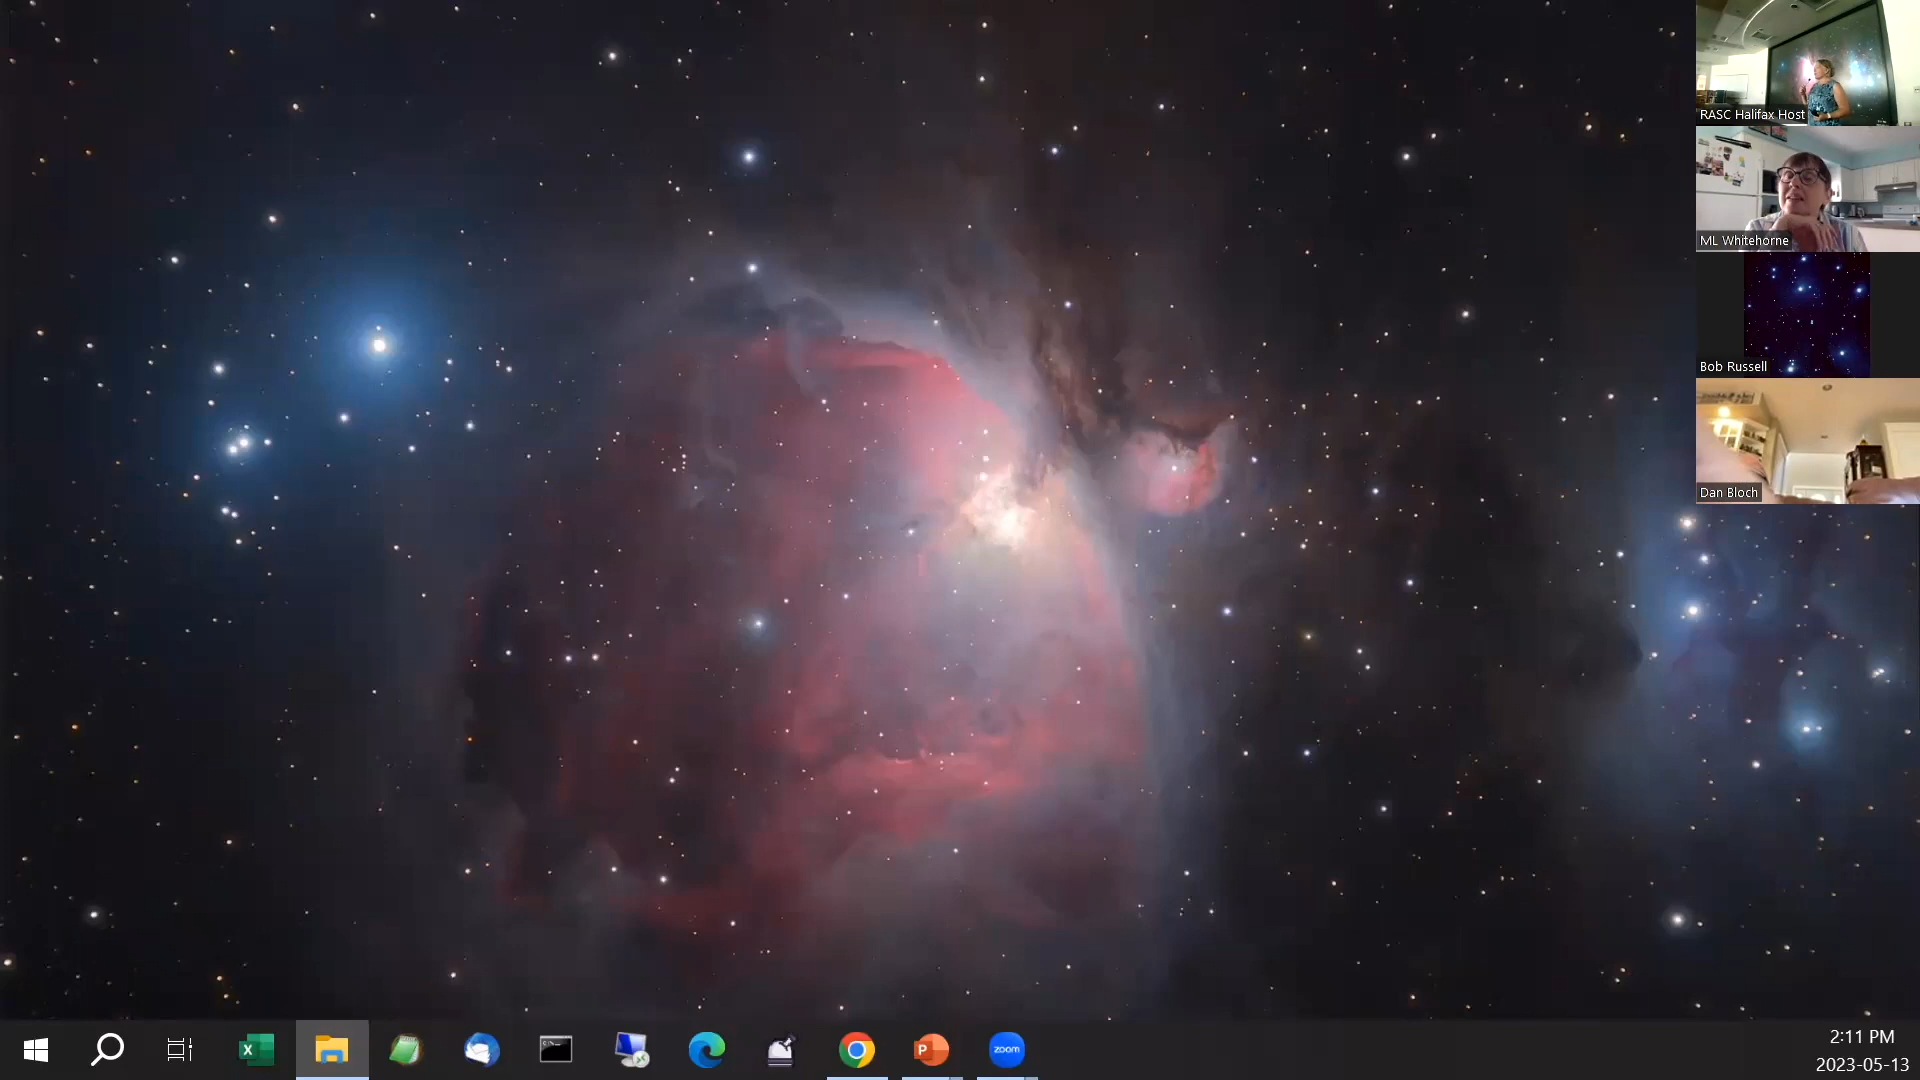 RASC Halifax Host
ML Whitehorne
Bob Russell
Dan Bloch
zoom
2:11 PM
2023-05-13